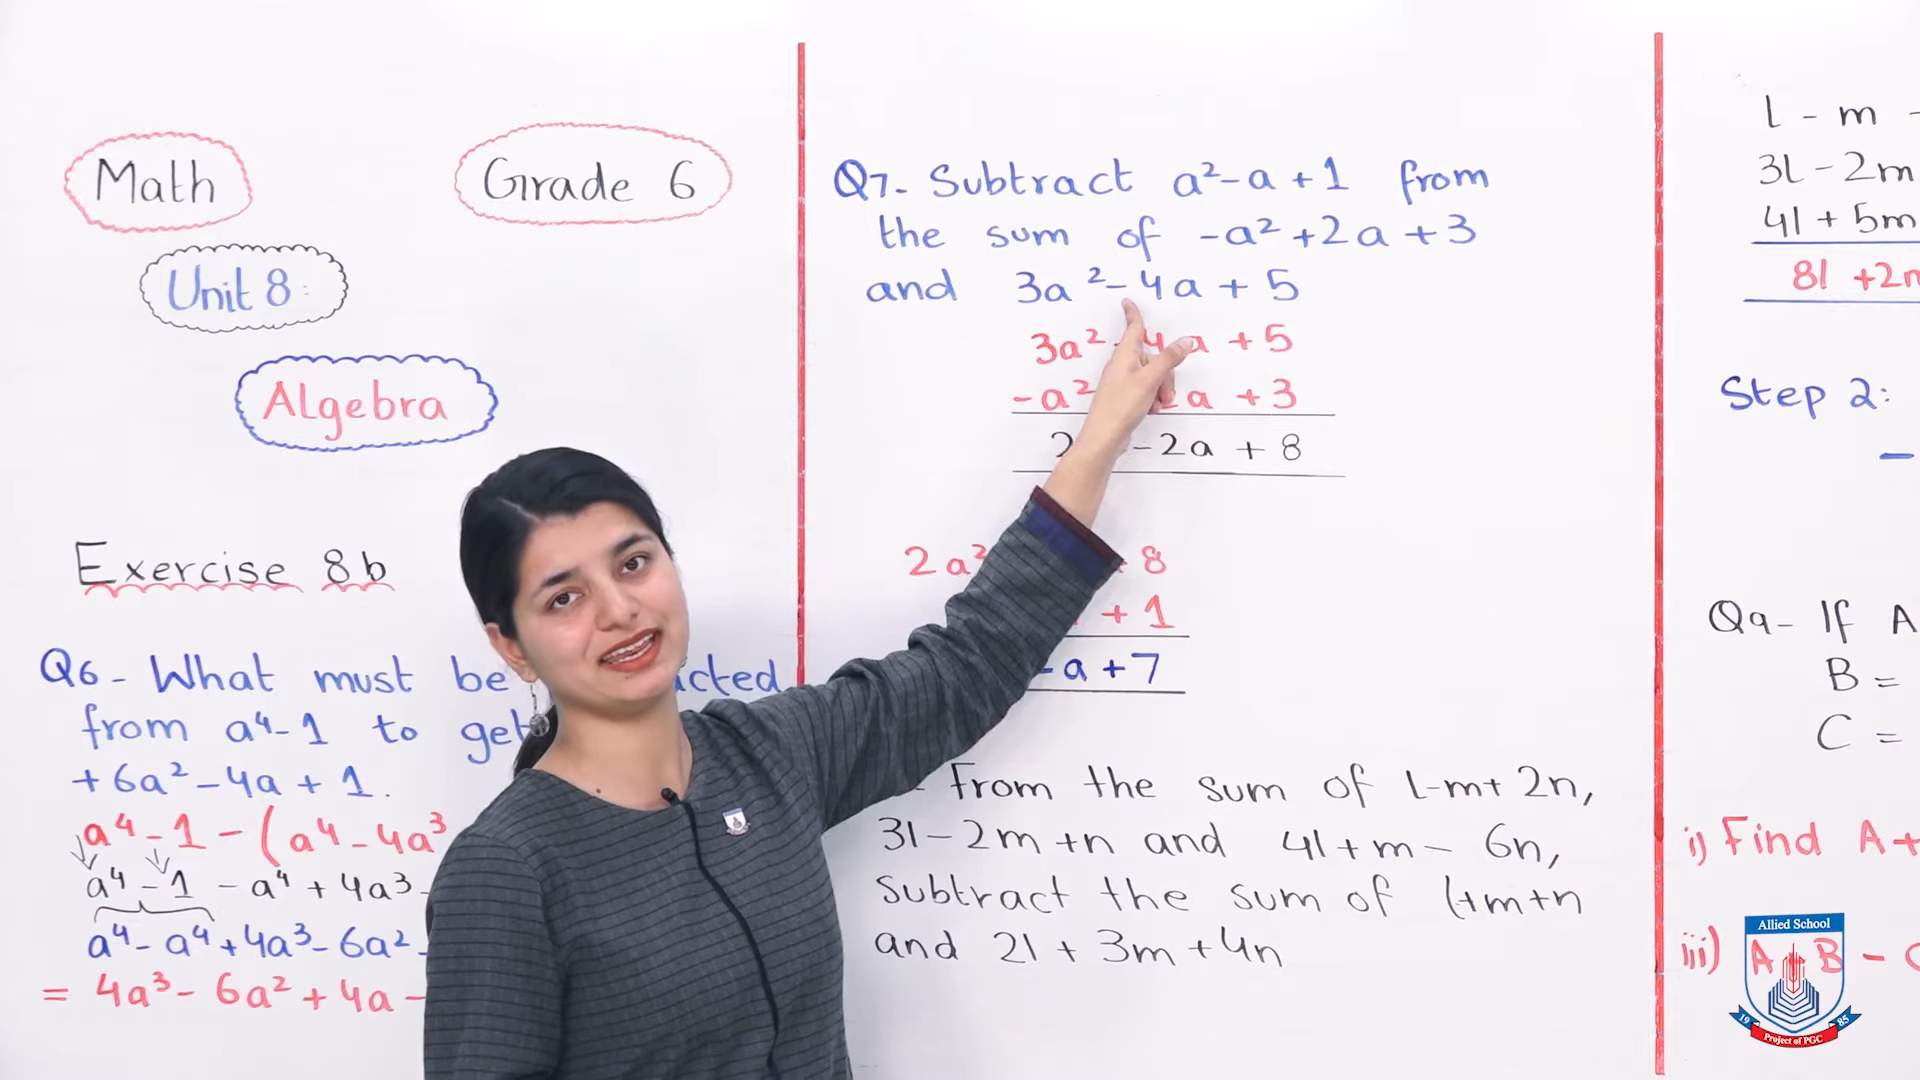 Math
Grade 6
Unit 8:
Algebra
Exercise 8b
Q6- What must be
from a⁴-1 to get
+6a²-4a+1.
a⁴-1-(a⁴-4a³
a⁴-1-a⁴+4a³-
a⁴-a⁴+4a³-6a²-
= 4a³-6a²+4a-
Q7- Subtract a²-a+1 from
the sum of -a²+2a+3
and 3a²-4a+5
3a²-4a+5
-a² 2a+3
2 -2a+8
2a² +8
+1
-a+7
From the sum of l-m+2n,
3l-2m+n and 4l+m-6n,
Subtract the sum of l+m+n
and 2l+3m+4n
l-m-
3l-2m
4l+5m
8l+2m
Step 2:
-
Q9- If A
B =
C =
i) Find A+
iii) A B - C
Allied School
19 85
Project of PGC